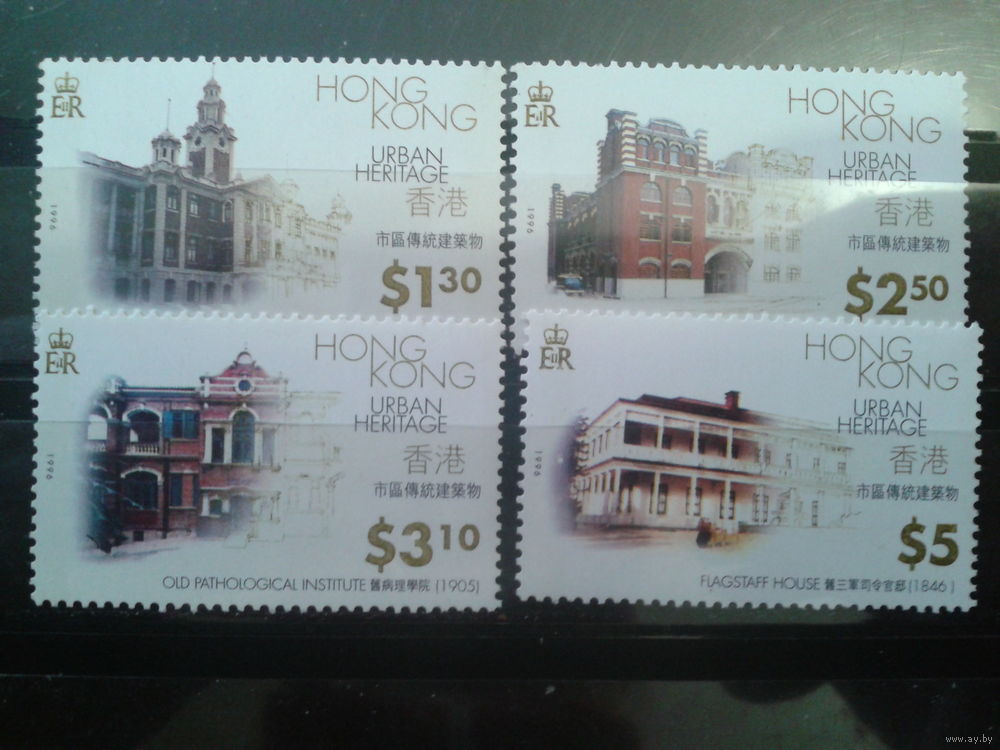 EIIR
HONG
KONG
URBAN
HERITAGE
香港
市區傳統建築物
$1.30
1996
EIIR
HONG
KONG
URBAN
HERITAGE
香港
市區傳統建築物
$2.50
1996
EIIR
HONG
KONG
URBAN
HERITAGE
香港
市區傳統建築物
$3.10
1996
OLD PATHOLOGICAL INSTITUTE 舊病理學院 (1905)
EIIR
HONG
KONG
URBAN
HERITAGE
香港
市區傳統建築物
$5
1996
FLAGSTAFF HOUSE 舊三軍司令官邸 (1846)
www.ay.by